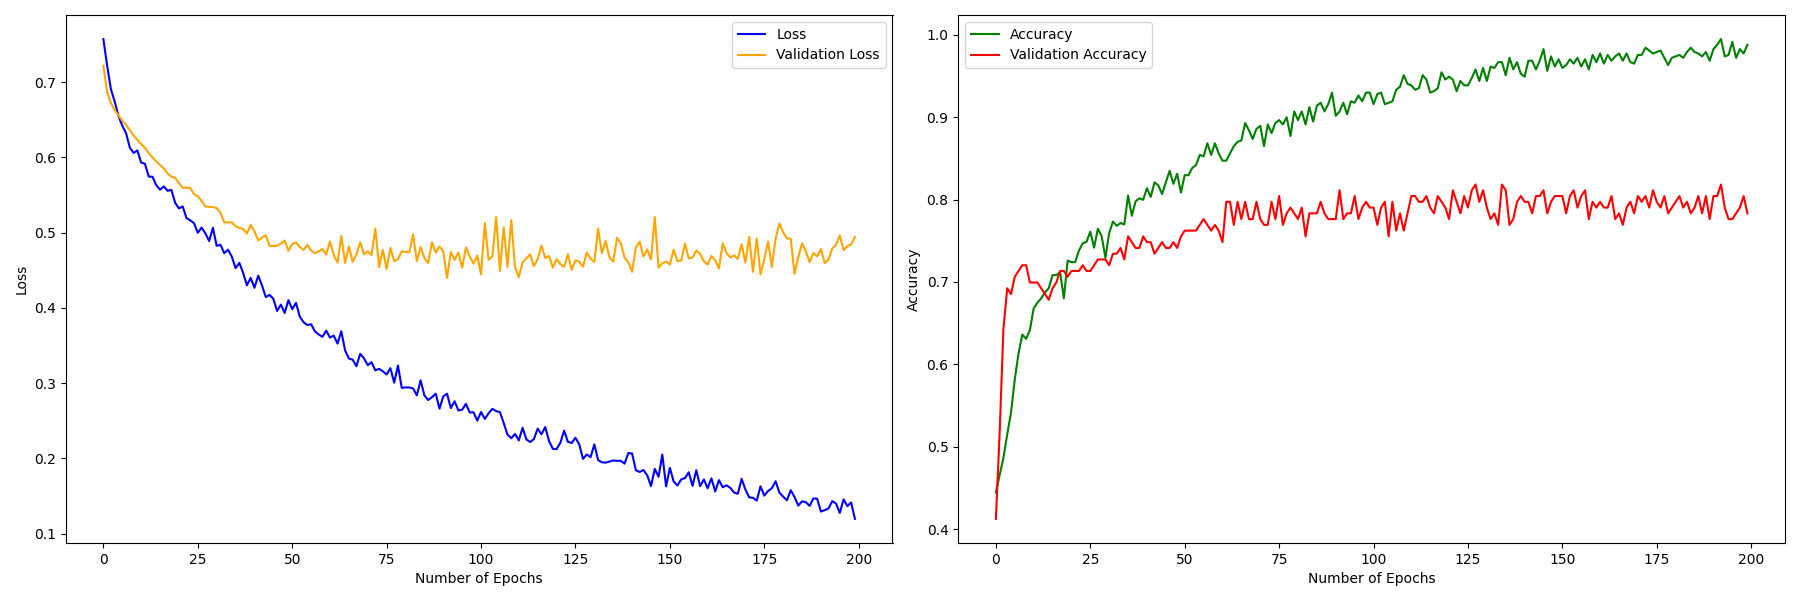 Loss
Validation Loss
0.7
0.6
0.5
0.4
0.3
0.2
0.1
Loss
0 25 50 75 100 125 150 175 200
Number of Epochs
Accuracy
Validation Accuracy
1.0
0.9
0.8
0.7
0.6
0.5
0.4
Accuracy
0 25 50 75 100 125 150 175 200
Number of Epochs